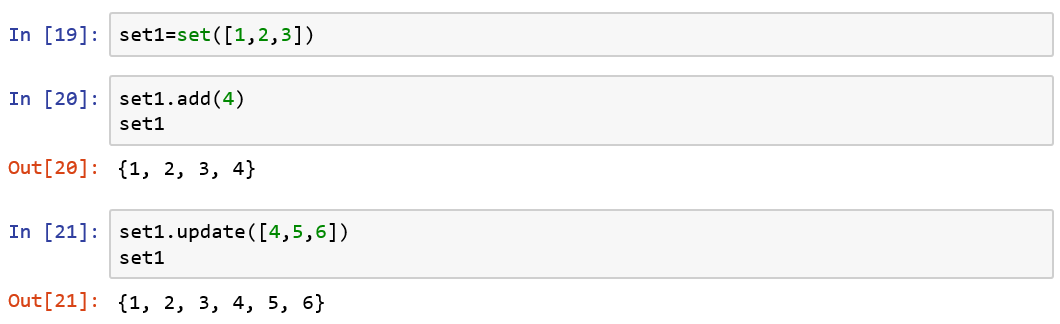 In [19]: set1=set([1,2,3])
In [20]: set1.add(4)
set1
Out[20]: {1, 2, 3, 4}
In [21]: set1.update([4,5,6])
set1
Out[21]: {1, 2, 3, 4, 5, 6}